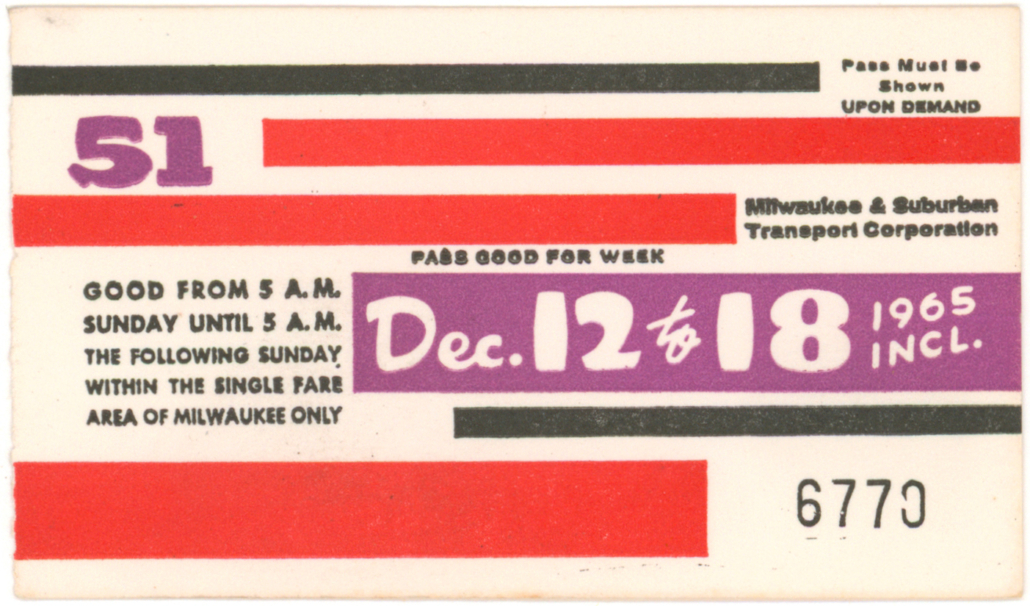 Pass Must Be
Shown
UPON DEMAND
51
Milwaukee & Suburban
Transport Corporation
PASS GOOD FOR WEEK
GOOD FROM 5 A.M.
SUNDAY UNTIL 5 A.M.
THE FOLLOWING SUNDAY
WITHIN THE SINGLE FARE
AREA OF MILWAUKEE ONLY
Dec. 12 to 18 1965
INCL.
6770